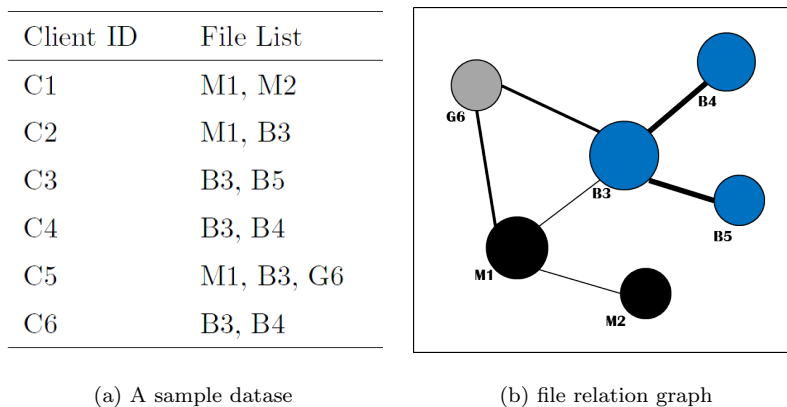 Client ID File List
C1 M1, M2
C2 M1, B3
C3 B3, B5
C4 B3, B4
C5 M1, B3, G6
C6 B3, B4
(a) A sample datase
B4
G6
B3
B5
M1
M2
(b) file relation graph